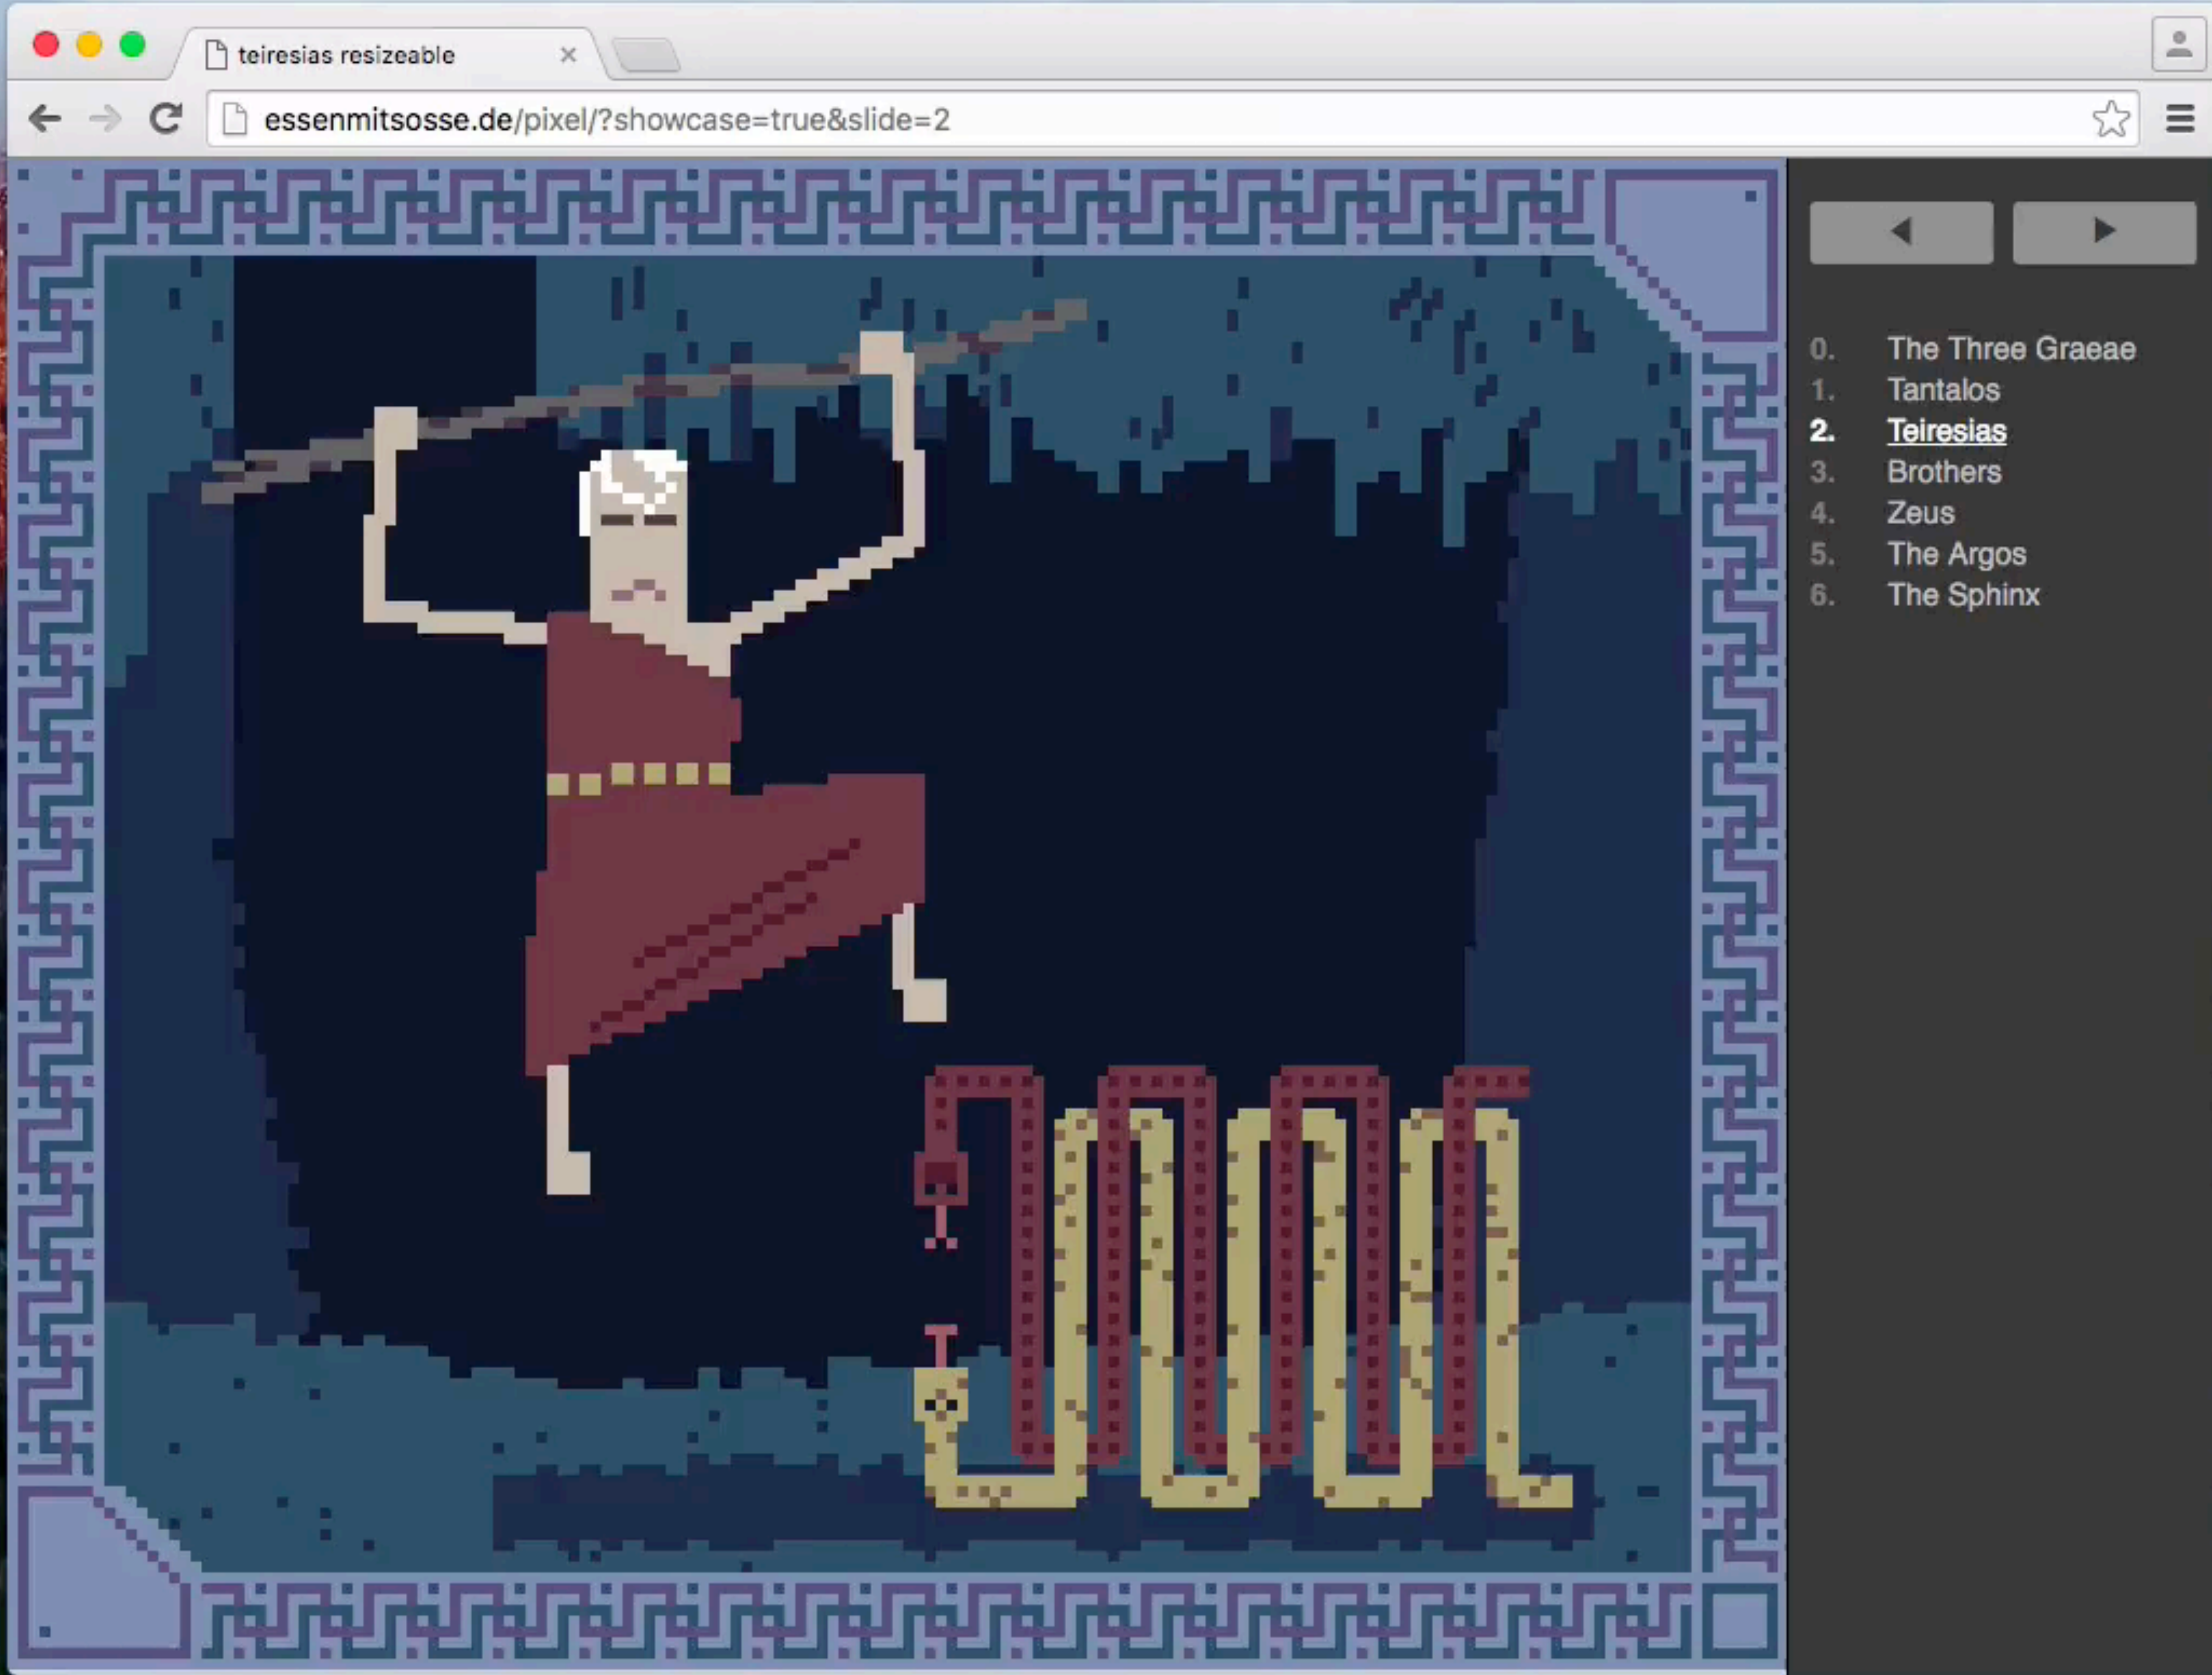 teiresias resizeable
essenmitsosse.de/pixel/?showcase=true&slide=2
0. The Three Graeae
1. Tantalos
2. Teiresias
3. Brothers
4. Zeus
5. The Argos
6. The Sphinx